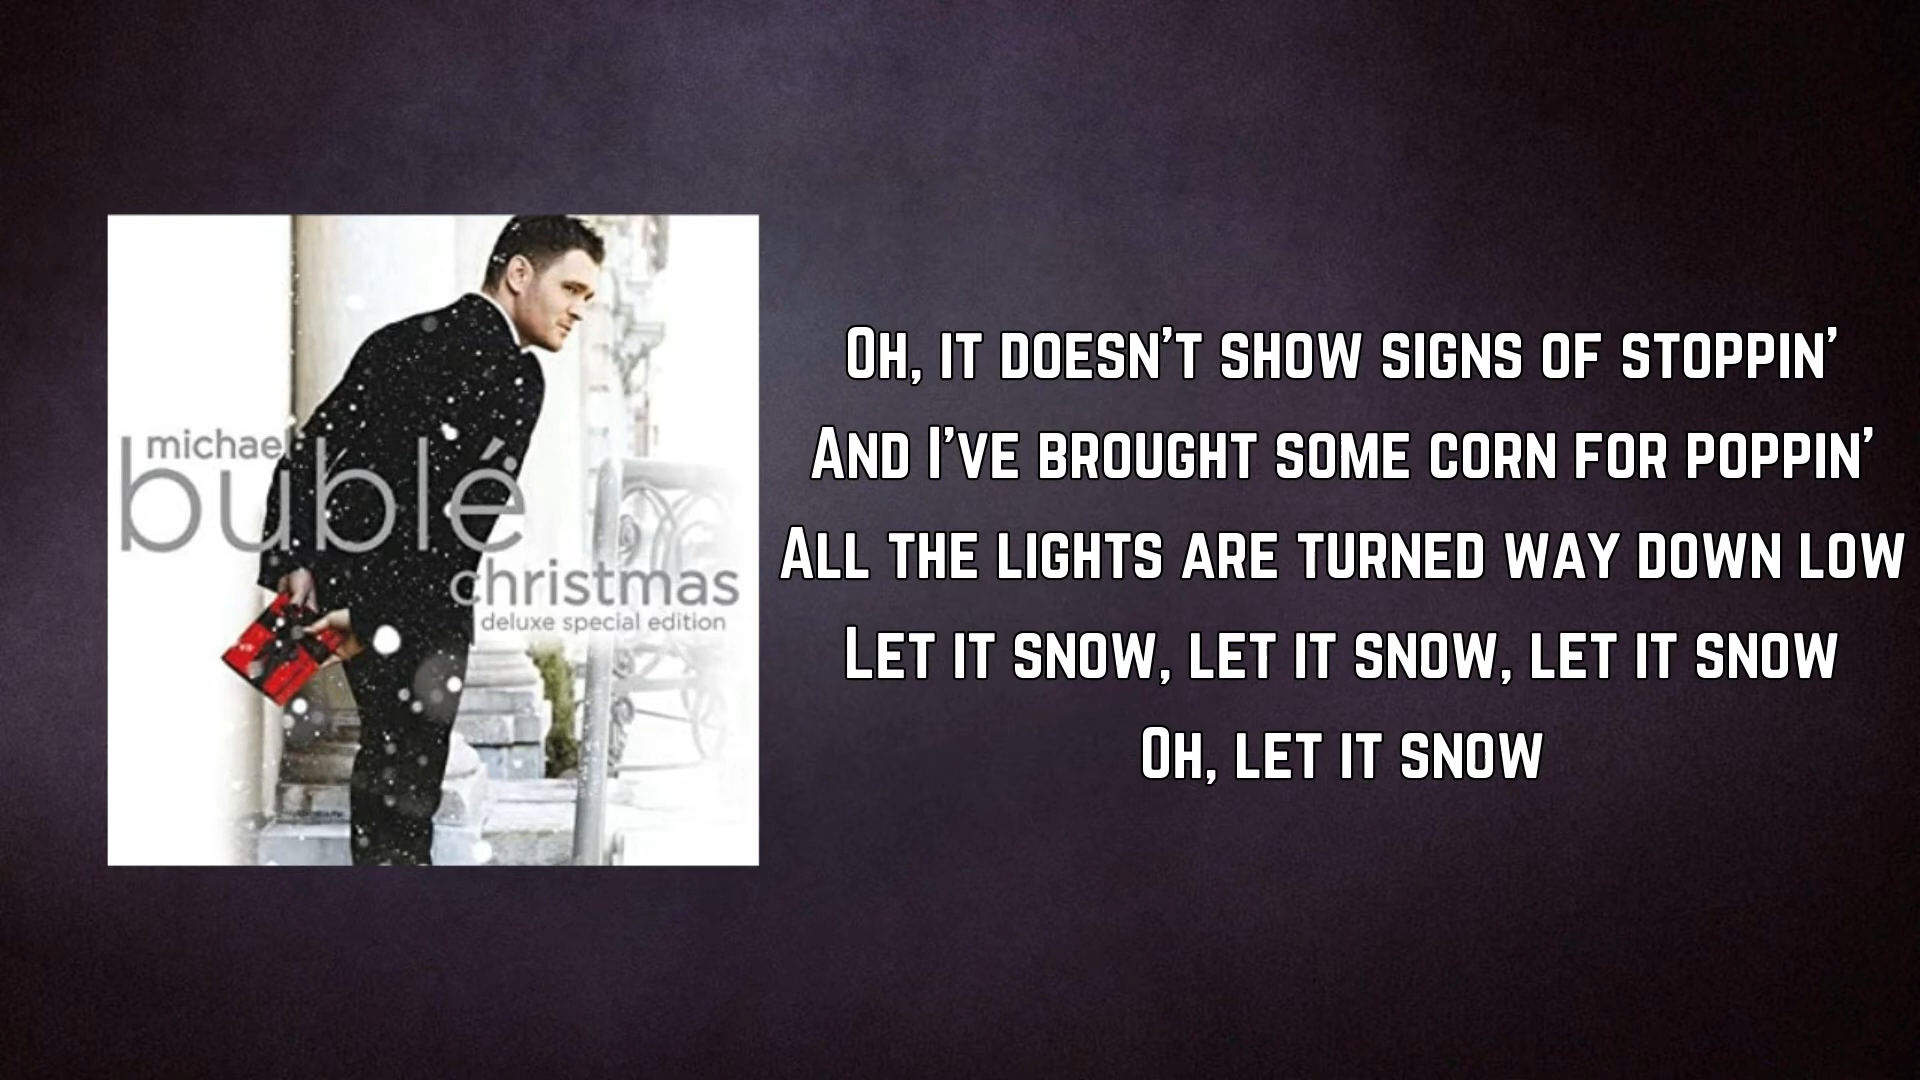 michael
bublé
christmas
deluxe special edition
Oh, it doesn't show signs of stoppin'
And I've brought some corn for poppin'
All the lights are turned way down low
Let it snow, let it snow, let it snow
Oh, let it snow